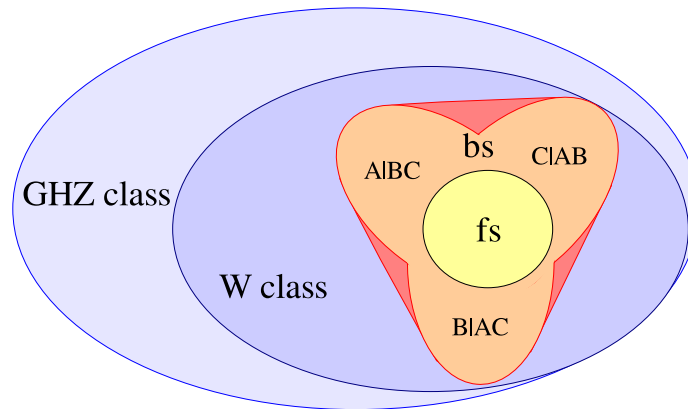 bs
A|BC
C|AB
GHZ class
fs
W class
B|AC